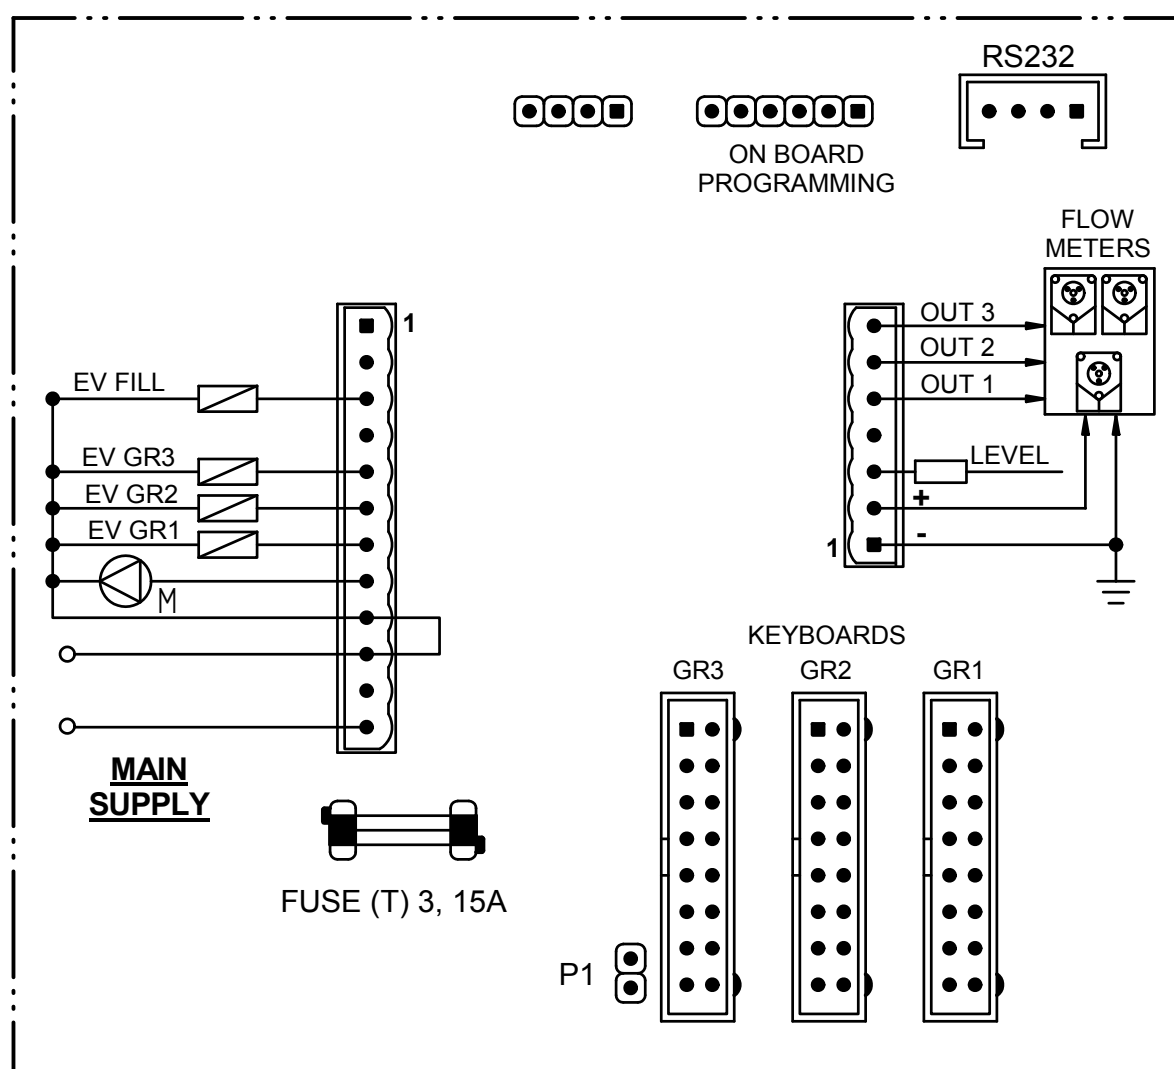 RS232
ON BOARD
PROGRAMMING
FLOW
METERS
1
OUT 3
OUT 2
EV FILL
OUT 1
EV GR3
LEVEL
EV GR2
+
EV GR1
1
-
M
KEYBOARDS
GR3
GR2
GR1
MAIN
SUPPLY
FUSE (T) 3, 15A
P1